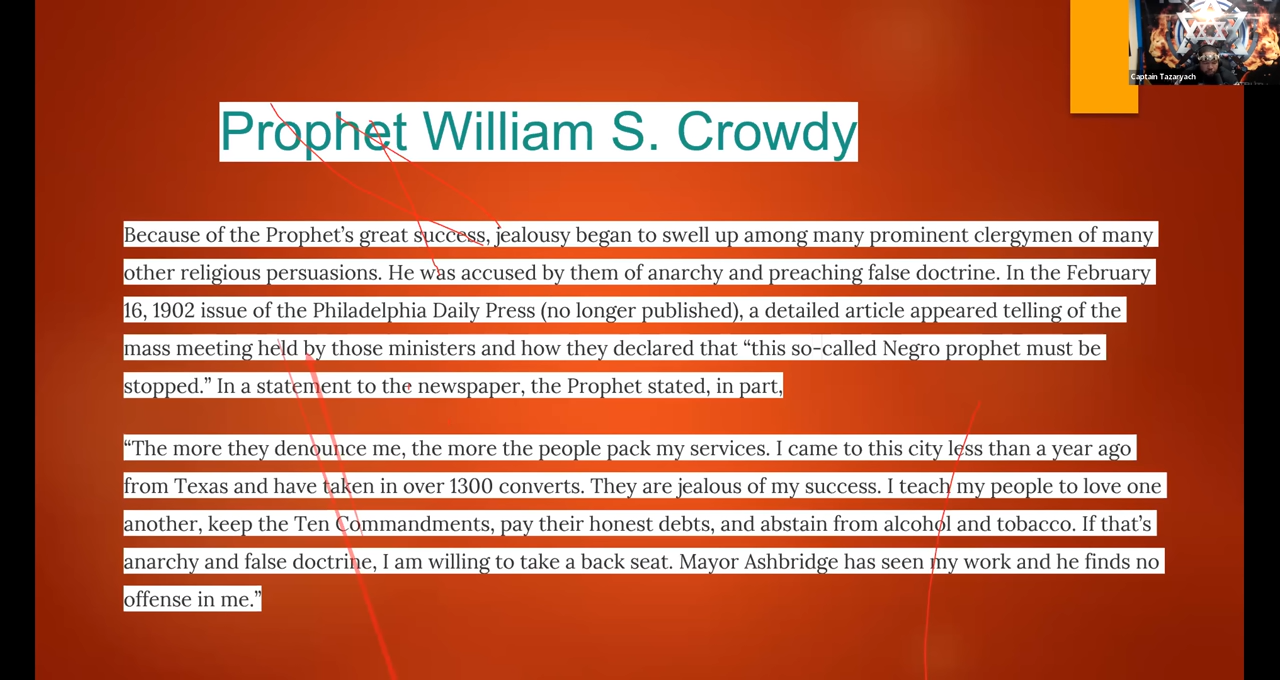 Captain Tazaryach
Prophet William S. Crowdy
Because of the Prophet’s great success, jealousy began to swell up among many prominent clergymen of many
other religious persuasions. He was accused by them of anarchy and preaching false doctrine. In the February
16, 1902 issue of the Philadelphia Daily Press (no longer published), a detailed article appeared telling of the
mass meeting held by those ministers and how they declared that “this so-called Negro prophet must be
stopped.” In a statement to the newspaper, the Prophet stated, in part,
“The more they denounce me, the more the people pack my services. I came to this city less than a year ago
from Texas and have taken in over 1300 converts. They are jealous of my success. I teach my people to love one
another, keep the Ten Commandments, pay their honest debts, and abstain from alcohol and tobacco. If that’s
anarchy and false doctrine, I am willing to take a back seat. Mayor Ashbridge has seen my work and he finds no
offense in me.”